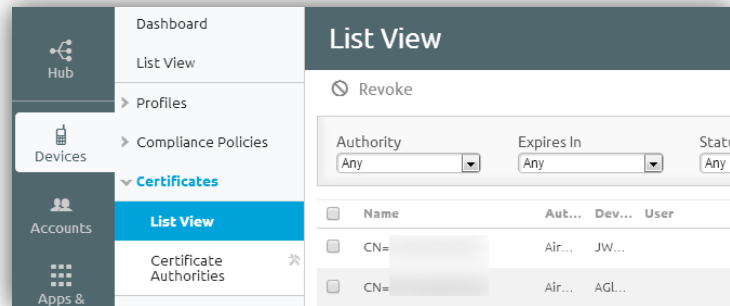 Dashboard
List View
Hub
List View
Revoke
Profiles
Compliance Policies
Devices
Authority
Expires In
Any
Any
Any
Certificates
Accounts
List View
Name Aut... Dev... User
Certificate
Authorities
CN= Air... JW...
CN= Air... AGl...
Apps &